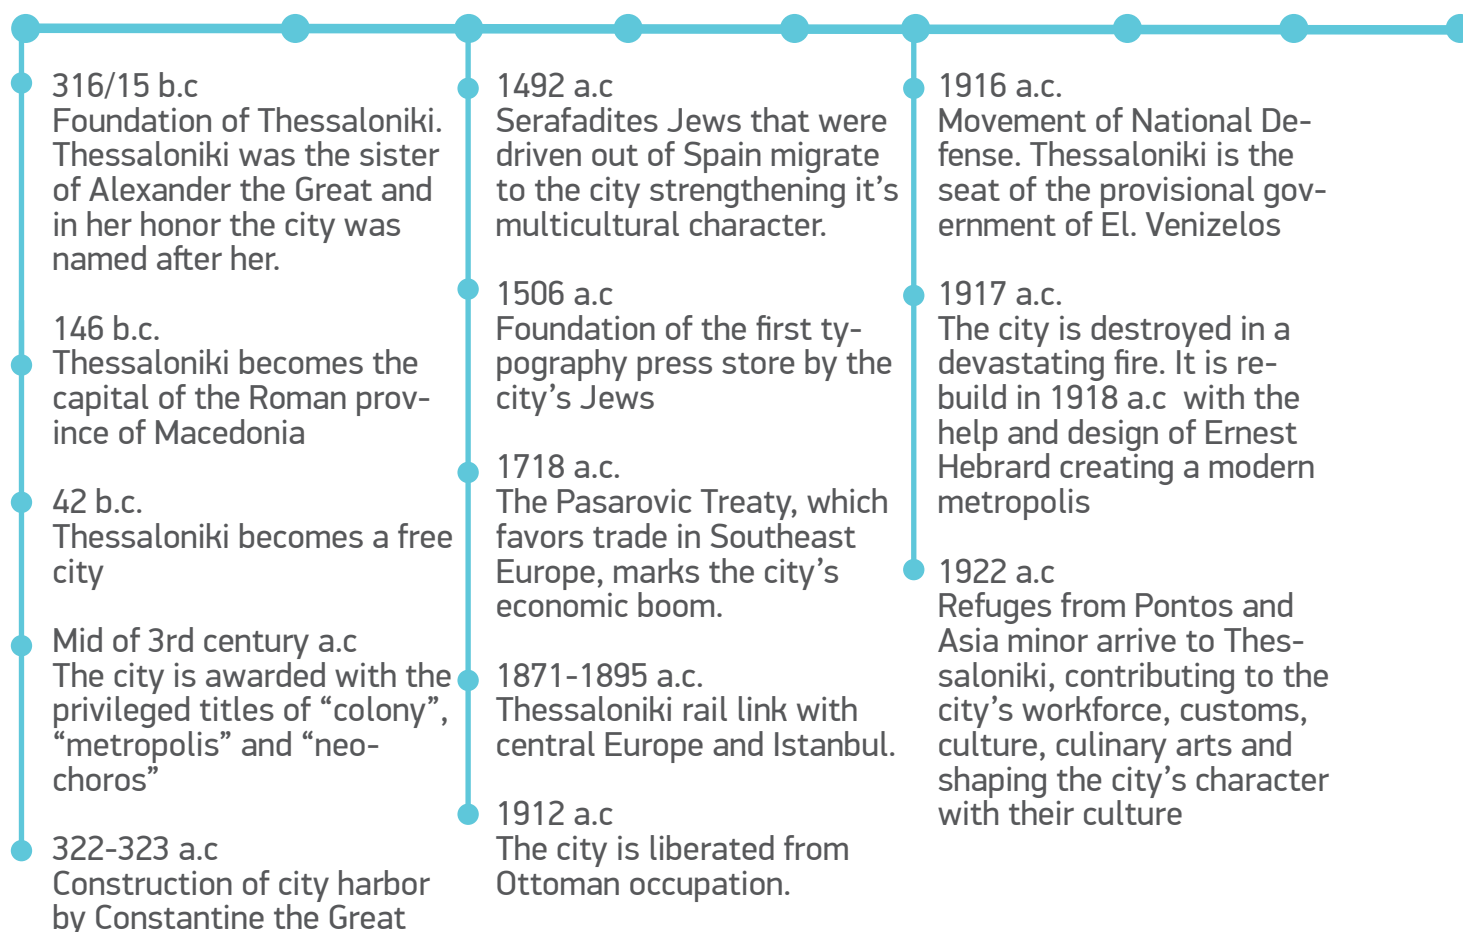 316/15 b.c
Foundation of Thessaloniki.
Thessaloniki was the sister
of Alexander the Great and
in her honor the city was
named after her.
146 b.c.
Thessaloniki becomes the
capital of the Roman prov-
ince of Macedonia
42 b.c.
Thessaloniki becomes a free
city
Mid of 3rd century a.c
The city is awarded with the
privileged titles of “colony”,
“metropolis” and “neo-
choros”
322-323 a.c
Construction of city harbor
by Constantine the Great
1492 a.c
Serafadites Jews that were
driven out of Spain migrate
to the city strengthening it’s
multicultural character.
1506 a.c
Foundation of the first ty-
pography press store by the
city’s Jews
1718 a.c.
The Pasarovic Treaty, which
favors trade in Southeast
Europe, marks the city’s
economic boom.
1871-1895 a.c.
Thessaloniki rail link with
central Europe and Istanbul.
1912 a.c
The city is liberated from
Ottoman occupation.
1916 a.c.
Movement of National De-
fense. Thessaloniki is the
seat of the provisional gov-
ernment of El. Venizelos
1917 a.c.
The city is destroyed in a
devastating fire. It is re-
build in 1918 a.c  with the
help and design of Ernest
Hebrard creating a modern
metropolis
1922 a.c
Refuges from Pontos and
Asia minor arrive to Thes-
saloniki, contributing to the
city’s workforce, customs,
culture, culinary arts and
shaping the city’s character
with their culture